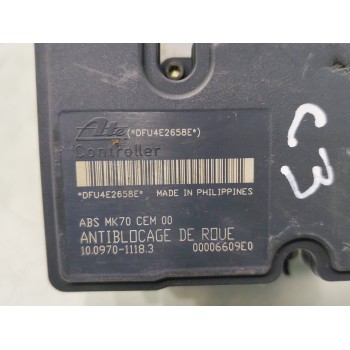 Ate (*DFU4E2658E*)
Controller
*DFU4E2658E* MADE IN PHILIPPINES
ABS MK70 CEM 00
ANTIBLOCAGE DE ROUE
10.0970-1118.3 00006609E0
C3